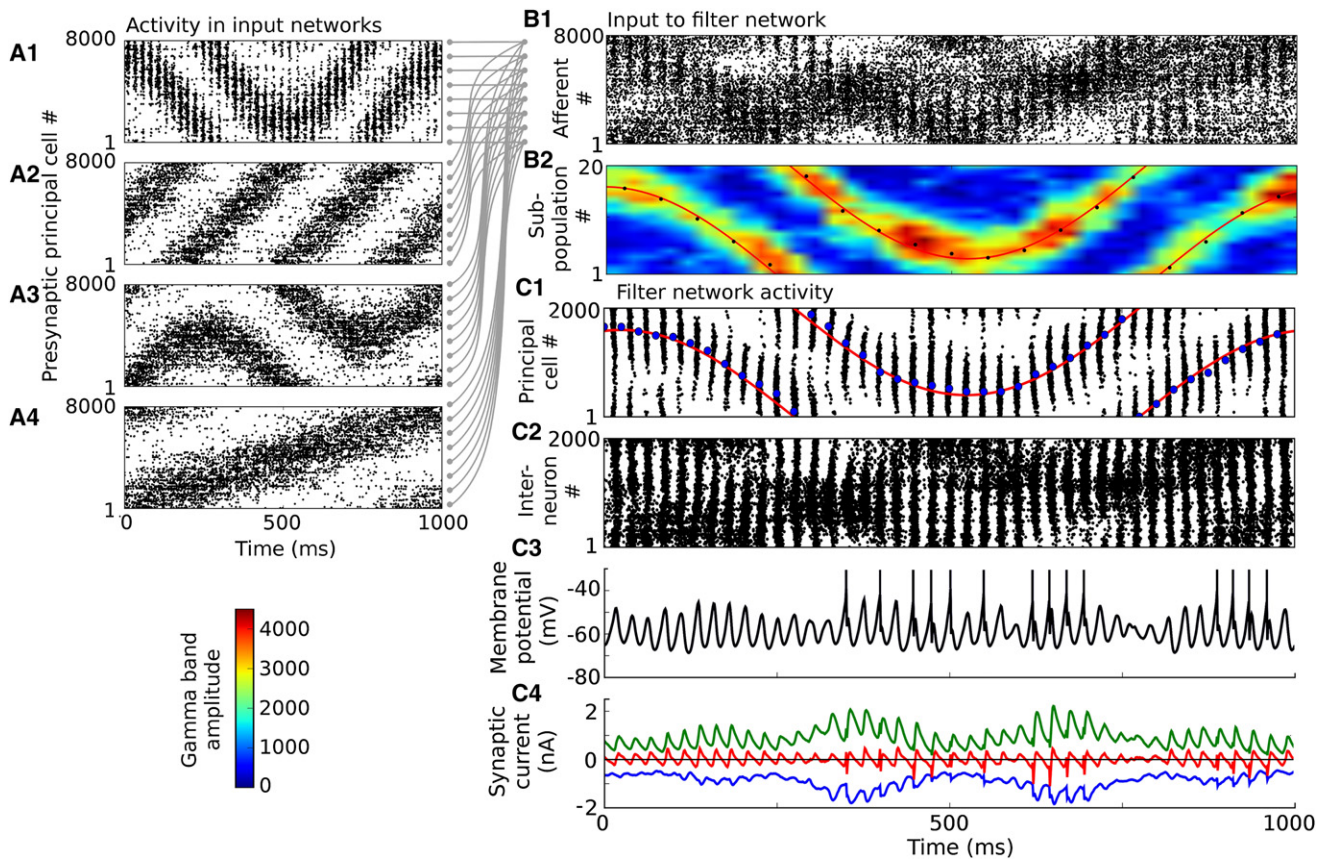 Activity in input networks
A1
8000
1
A2
8000
1
A3
8000
1
A4
8000
1
Presynaptic principal cell #
0
500
1000
Time (ms)
4000
3000
2000
1000
0
Gamma band
amplitude
B1
Input to filter network
8000
1
Afferent
#
B2
20
1
Sub-
population
#
C1
Filter network activity
2000
1
Principal
cell #
C2
2000
1
Inter-
neuron
#
C3
-40
-60
-80
Membrane
potential
(mV)
C4
2
0
-2
Synaptic
current
(nA)
0
500
1000
Time (ms)